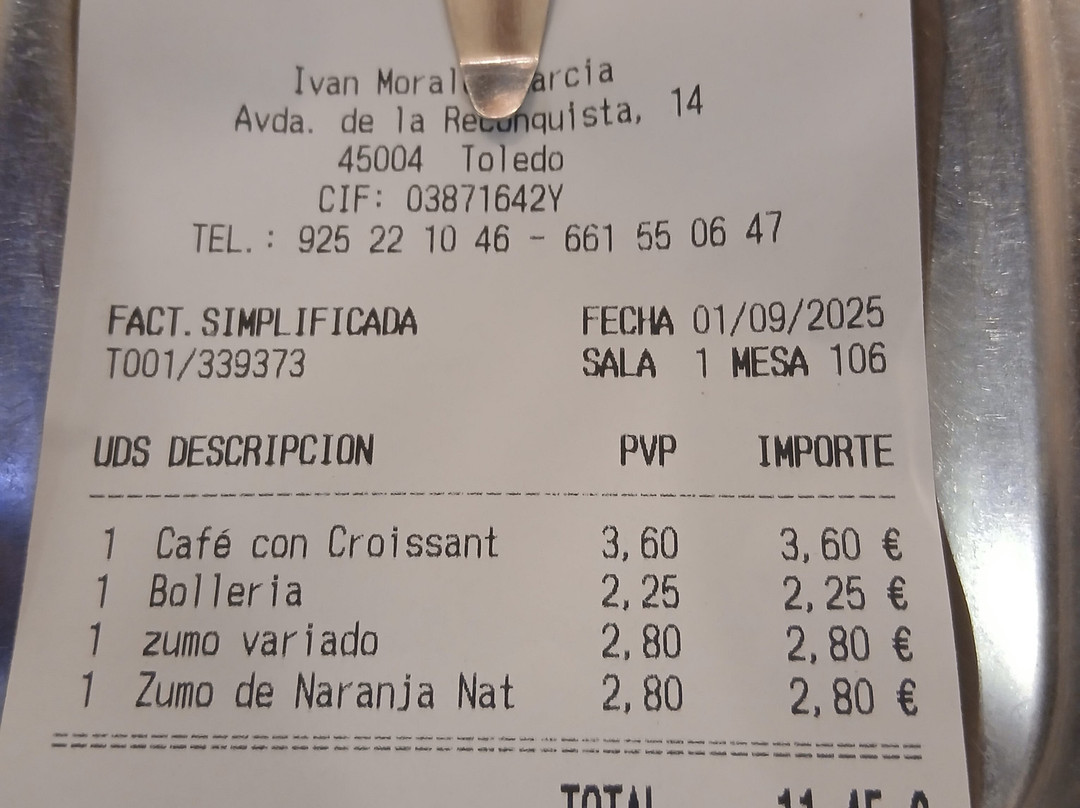 Ivan Moral arcia
Avda. de la Reconquista, 14
45004 Toledo
CIF: 03871642Y
TEL.: 925 22 10 46 - 661 55 06 47
FACT.SIMPLIFICADA FECHA 01/09/2025
T001/339373 SALA 1 MESA 106
UDS DESCRIPCION PVP IMPORTE
1 Café con Croissant 3,60 3,60 €
1 Bolleria 2,25 2,25 €
1 zumo variado 2,80 2,80 €
1 Zumo de Naranja Nat 2,80 2,80 €
TOTAL